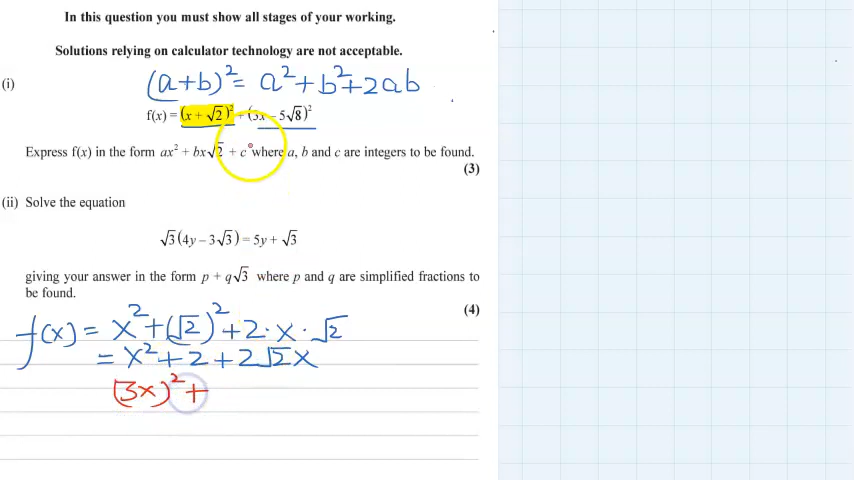 In this question you must show all stages of your working.
Solutions relying on calculator technology are not acceptable.
(i) (a+b)² = a² + b² + 2ab
f(x) = (x + √2)² + (3x – 5√8)²
Express f(x) in the form ax² + bx√2 + c where a, b and c are integers to be found.
(3)
(ii) Solve the equation
√3(4y – 3√3) = 5y + √3
giving your answer in the form p + q√3 where p and q are simplified fractions to
be found.
(4)
f(x) = x² + (√2)² + 2·x·√2
= x² + 2 + 2√2x
(3x)² +